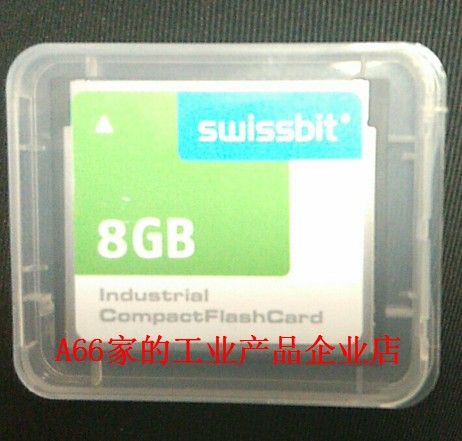 swissbit®
8GB
Industrial
CompactFlashCard
A66家的工业产品企业店